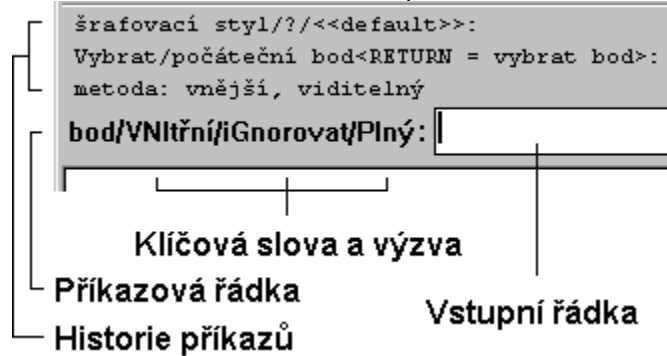 šrafovací styl/?/<<default>>:
Vybrat/počáteční bod<RETURN = vybrat bod>:
metoda: vnější, viditelný
bod/VNItřní/iGnorovat/Plný:
Klíčová slova a výzva
Příkazová řádka
Vstupní řádka
Historie příkazů